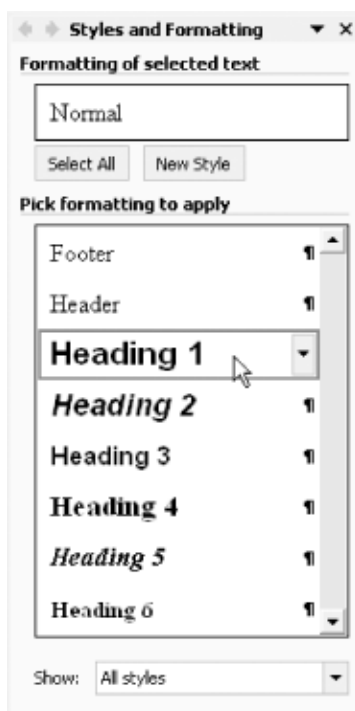 Styles and Formatting
Formatting of selected text
Normal
Select All New Style
Pick formatting to apply
Footer ¶
Header ¶
Heading 1
Heading 2 ¶
Heading 3 ¶
Heading 4 ¶
Heading 5 ¶
Heading 6 ¶
Show: All styles